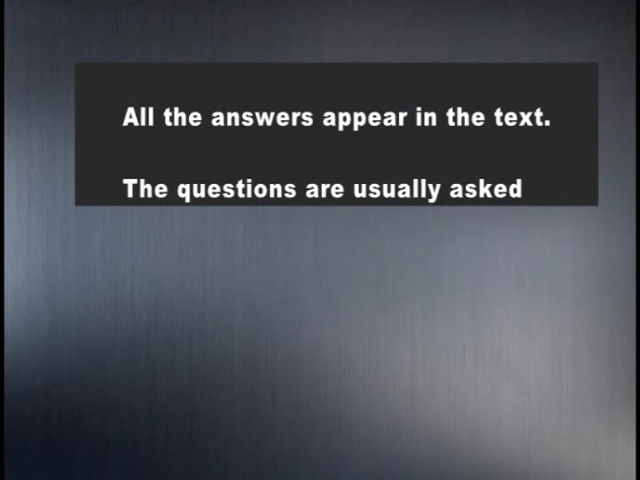 All the answers appear in the text.
The questions are usually asked